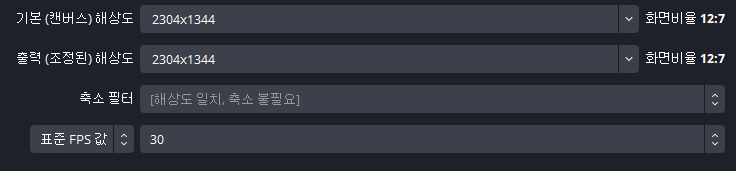 기본 (캔버스) 해상도 2304x1344 화면비율 12:7
출력 (조정된) 해상도 2304x1344 화면비율 12:7
축소 필터 [해상도 일치, 축소 불필요]
표준 FPS 값 30